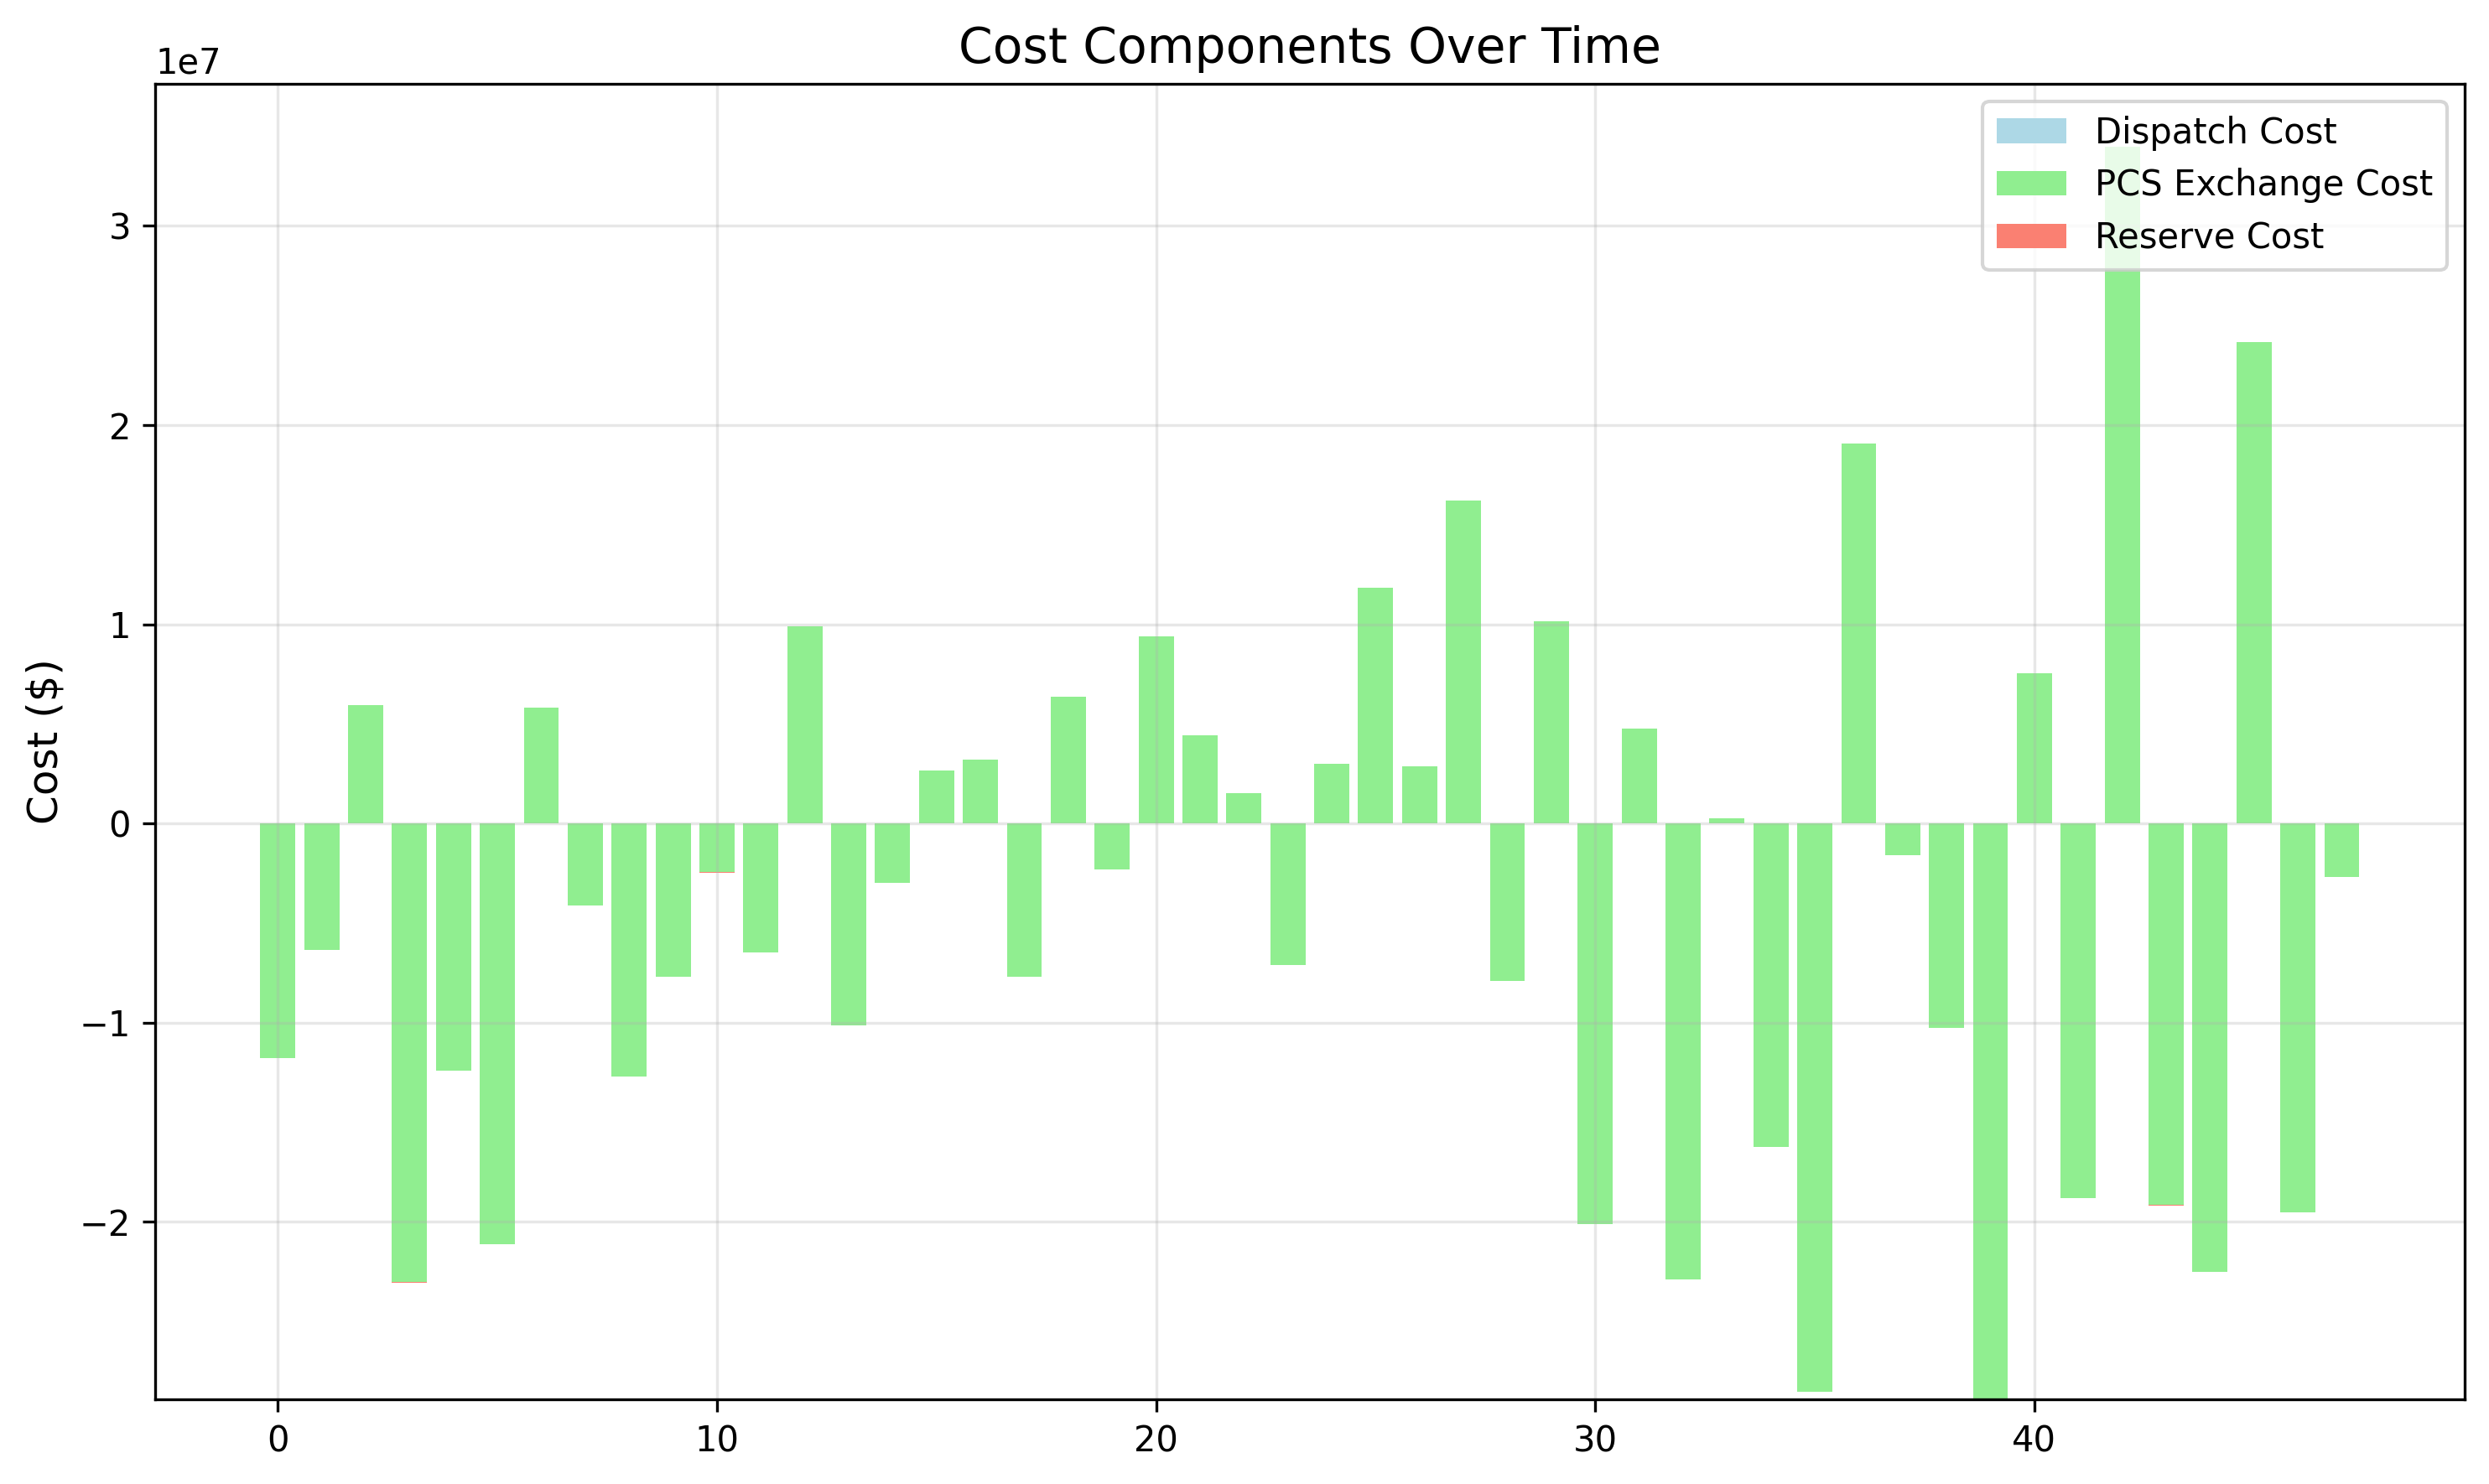 Cost Components Over Time
1e7
Dispatch Cost
PCS Exchange Cost
Reserve Cost
3
2
1
0
−1
−2
Cost ($)
0 10 20 30 40